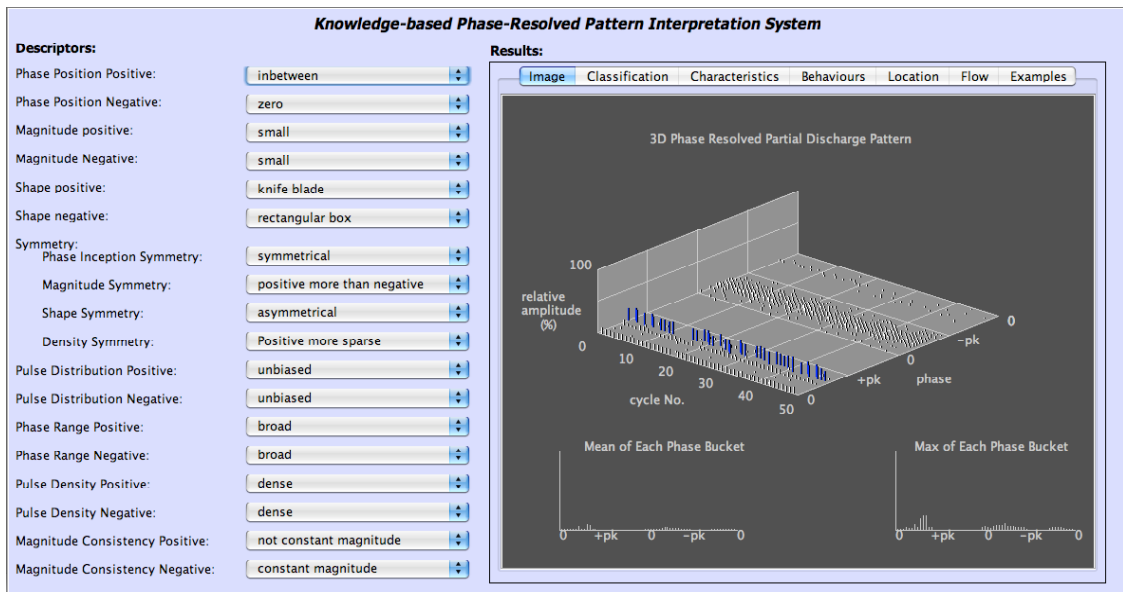 Knowledge-based Phase-Resolved Pattern Interpretation System
Descriptors:
Phase Position Positive: inbetween
Phase Position Negative: zero
Magnitude positive: small
Magnitude Negative: small
Shape positive: knife blade
Shape negative: rectangular box
Symmetry:
Phase Inception Symmetry: symmetrical
Magnitude Symmetry: positive more than negative
Shape Symmetry: asymmetrical
Density Symmetry: Positive more sparse
Pulse Distribution Positive: unbiased
Pulse Distribution Negative: unbiased
Phase Range Positive: broad
Phase Range Negative: broad
Pulse Density Positive: dense
Pulse Density Negative: dense
Magnitude Consistency Positive: not constant magnitude
Magnitude Consistency Negative: constant magnitude
Results:
Image Classification Characteristics Behaviours Location Flow Examples
3D Phase Resolved Partial Discharge Pattern
100
relative
amplitude
(%)
0
0 10 20 30 40 50
cycle No.
0 +pk 0 -pk 0
phase
Mean of Each Phase Bucket
0 +pk 0 -pk 0
Max of Each Phase Bucket
0 +pk 0 -pk 0